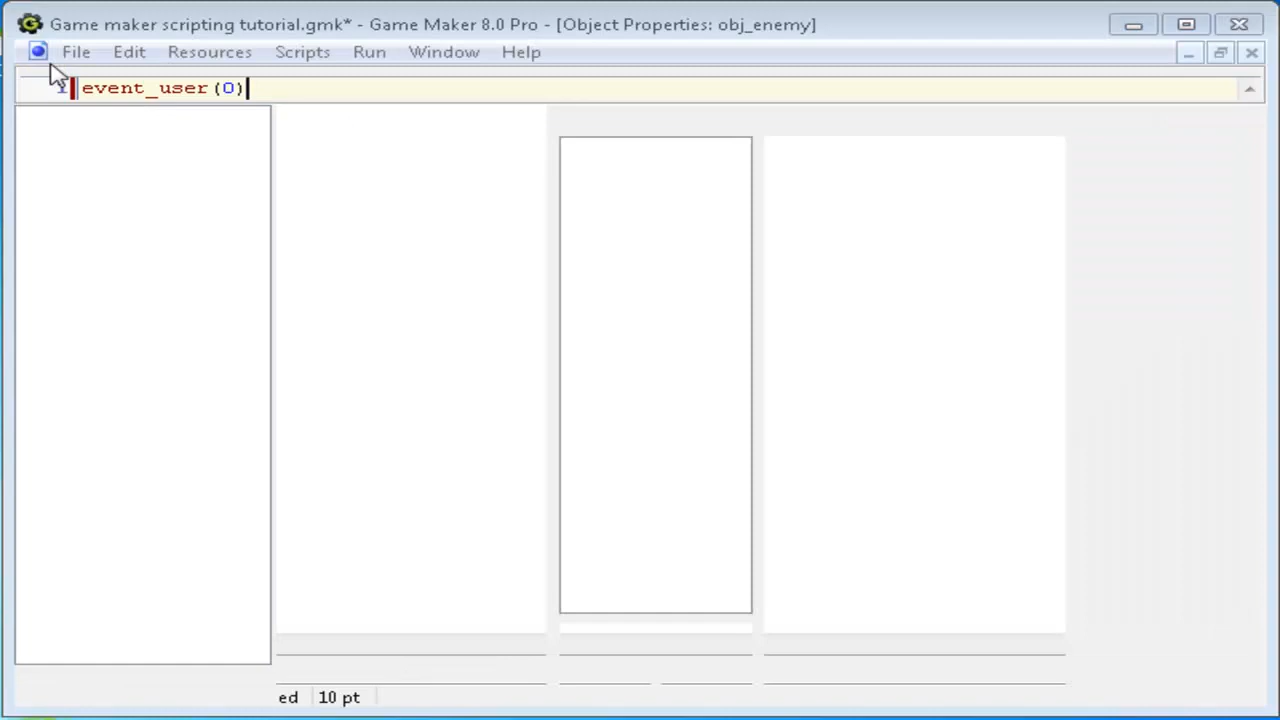 Game maker scripting tutorial.gmk* - Game Maker 8.0 Pro - [Object Properties: obj_enemy]
File Edit Resources Scripts Run Window Help
1 event_user(0)
ed 10 pt